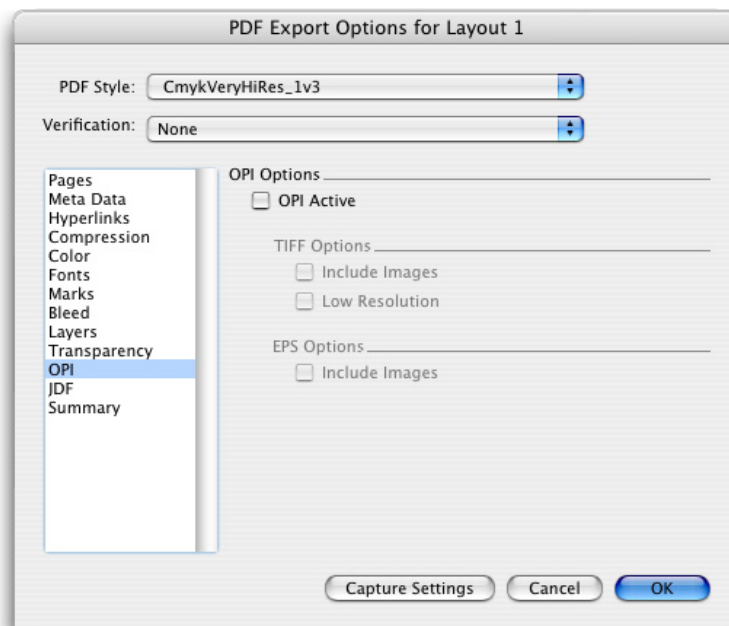 PDF Export Options for Layout 1
PDF Style: CmykVeryHiRes_1v3
Verification: None
Pages
Meta Data
Hyperlinks
Compression
Color
Fonts
Marks
Bleed
Layers
Transparency
OPI
JDF
Summary
OPI Options
OPI Active
TIFF Options
Include Images
Low Resolution
EPS Options
Include Images
Capture Settings Cancel OK